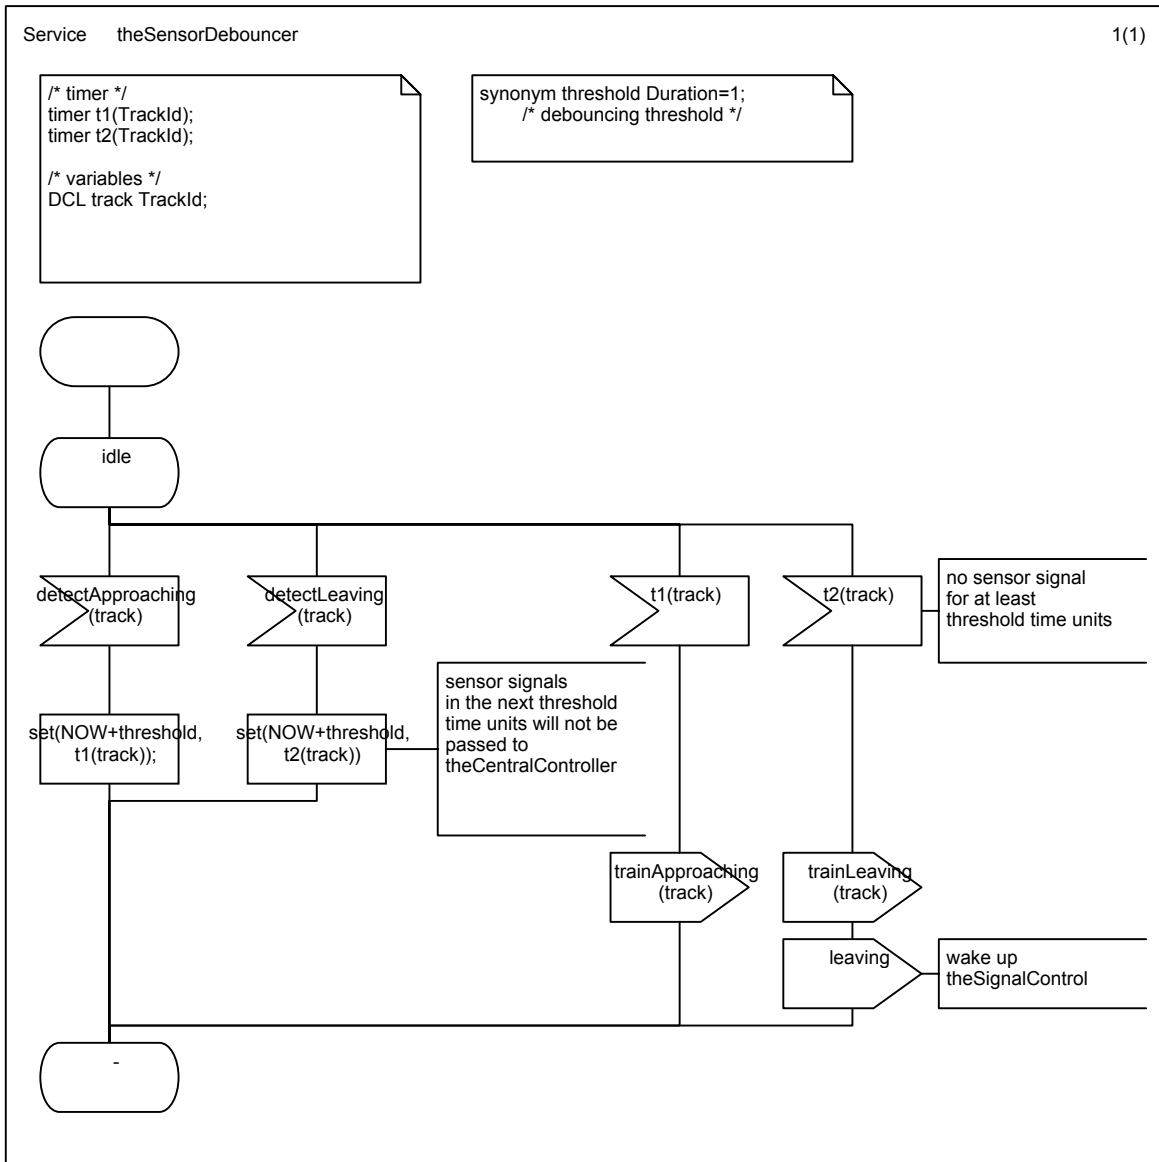 Service theSensorDebouncer 1(1)
/* timer */
timer t1(TrackId);
timer t2(TrackId);
/* variables */
DCL track TrackId;
synonym threshold Duration=1;
/* debouncing threshold */
idle
detectApproaching
(track)
detectLeaving
(track)
t1(track)
t2(track)
no sensor signal
for at least
threshold time units
set(NOW+threshold,
t1(track));
set(NOW+threshold,
t2(track))
sensor signals
in the next threshold
time units will not be
passed to
theCentralController
trainApproaching
(track)
trainLeaving
(track)
leaving
wake up
theSignalControl
-